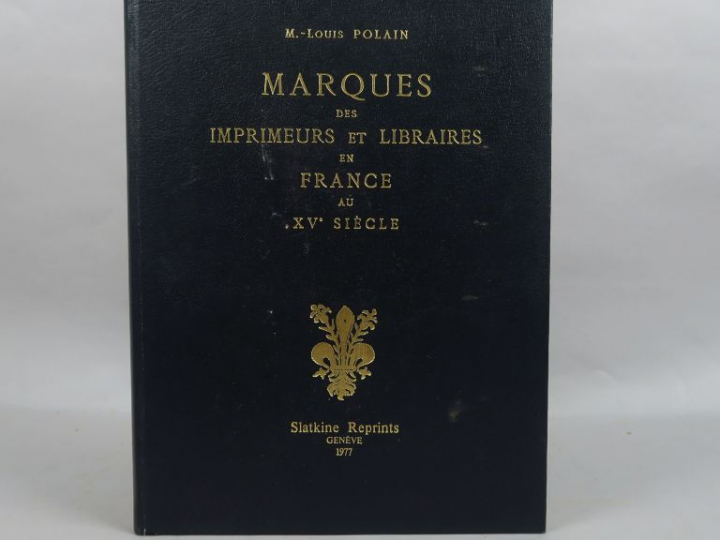 M.-Louis POLAIN
MARQUES
DES
IMPRIMEURS ET LIBRAIRES
EN
FRANCE
AU
XVe SIÈCLE
Slatkine Reprints
GENÈVE
1977